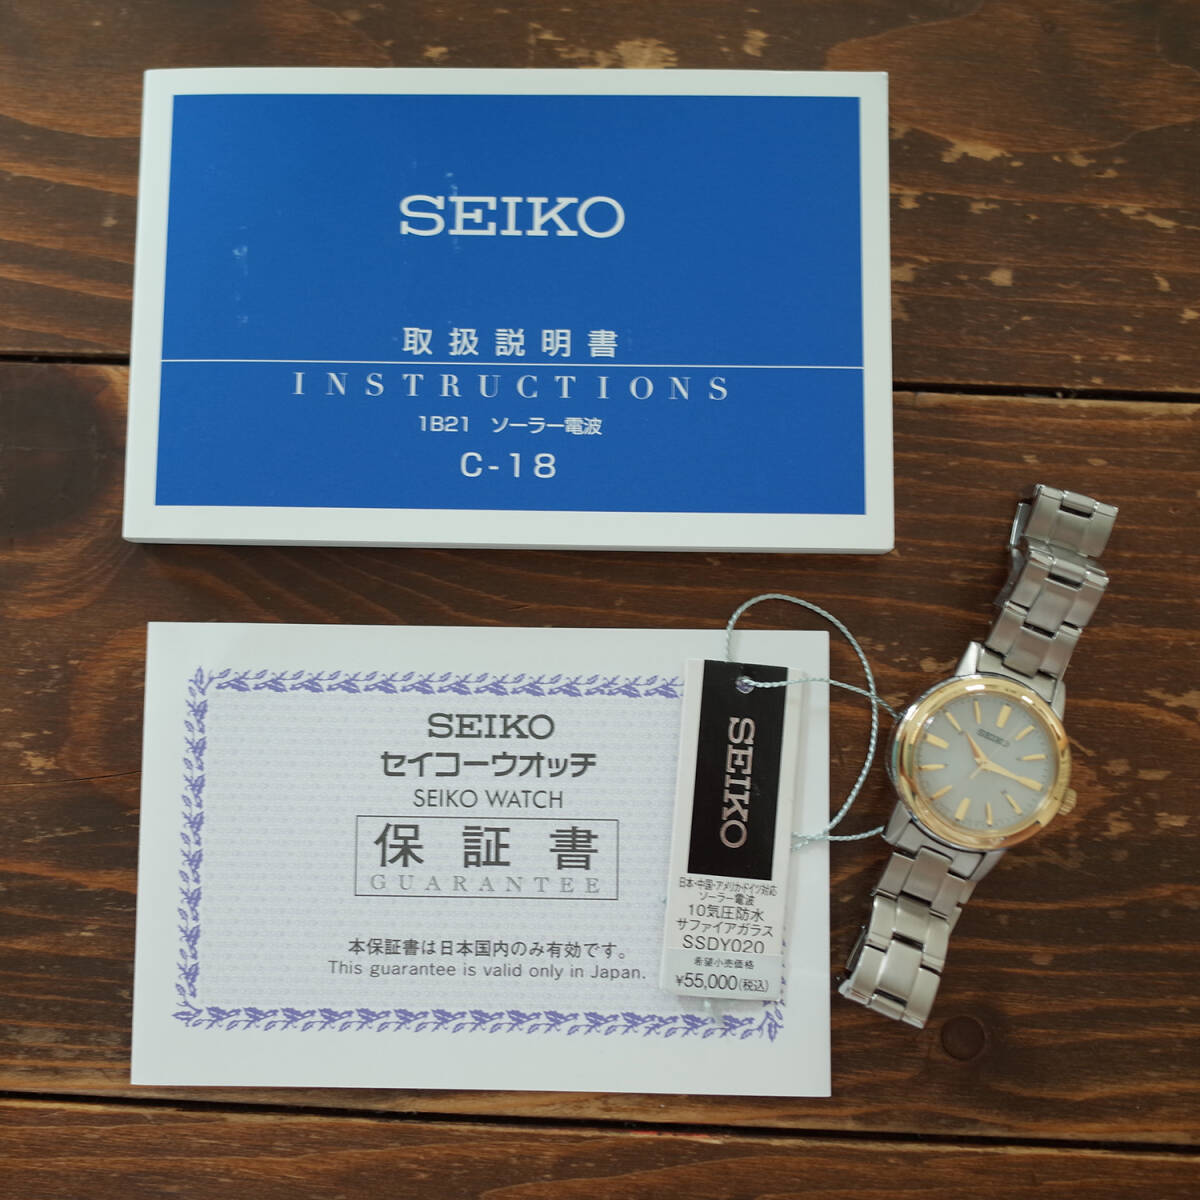 SEIKO
取扱説明書
INSTRUCTIONS
1B21 ソーラー電波
C-18
SEIKO
セイコーウオッチ
SEIKO WATCH
保証書
GUARANTEE
本保証書は日本国内のみ有効です。
This guarantee is valid only in Japan.
SEIKO
日本・中国・アメリカ・ドイツ対応
ソーラー電波
10気圧防水
サファイアガラス
SSDY020
希望小売価格
¥55,000(税込)
SEIKO